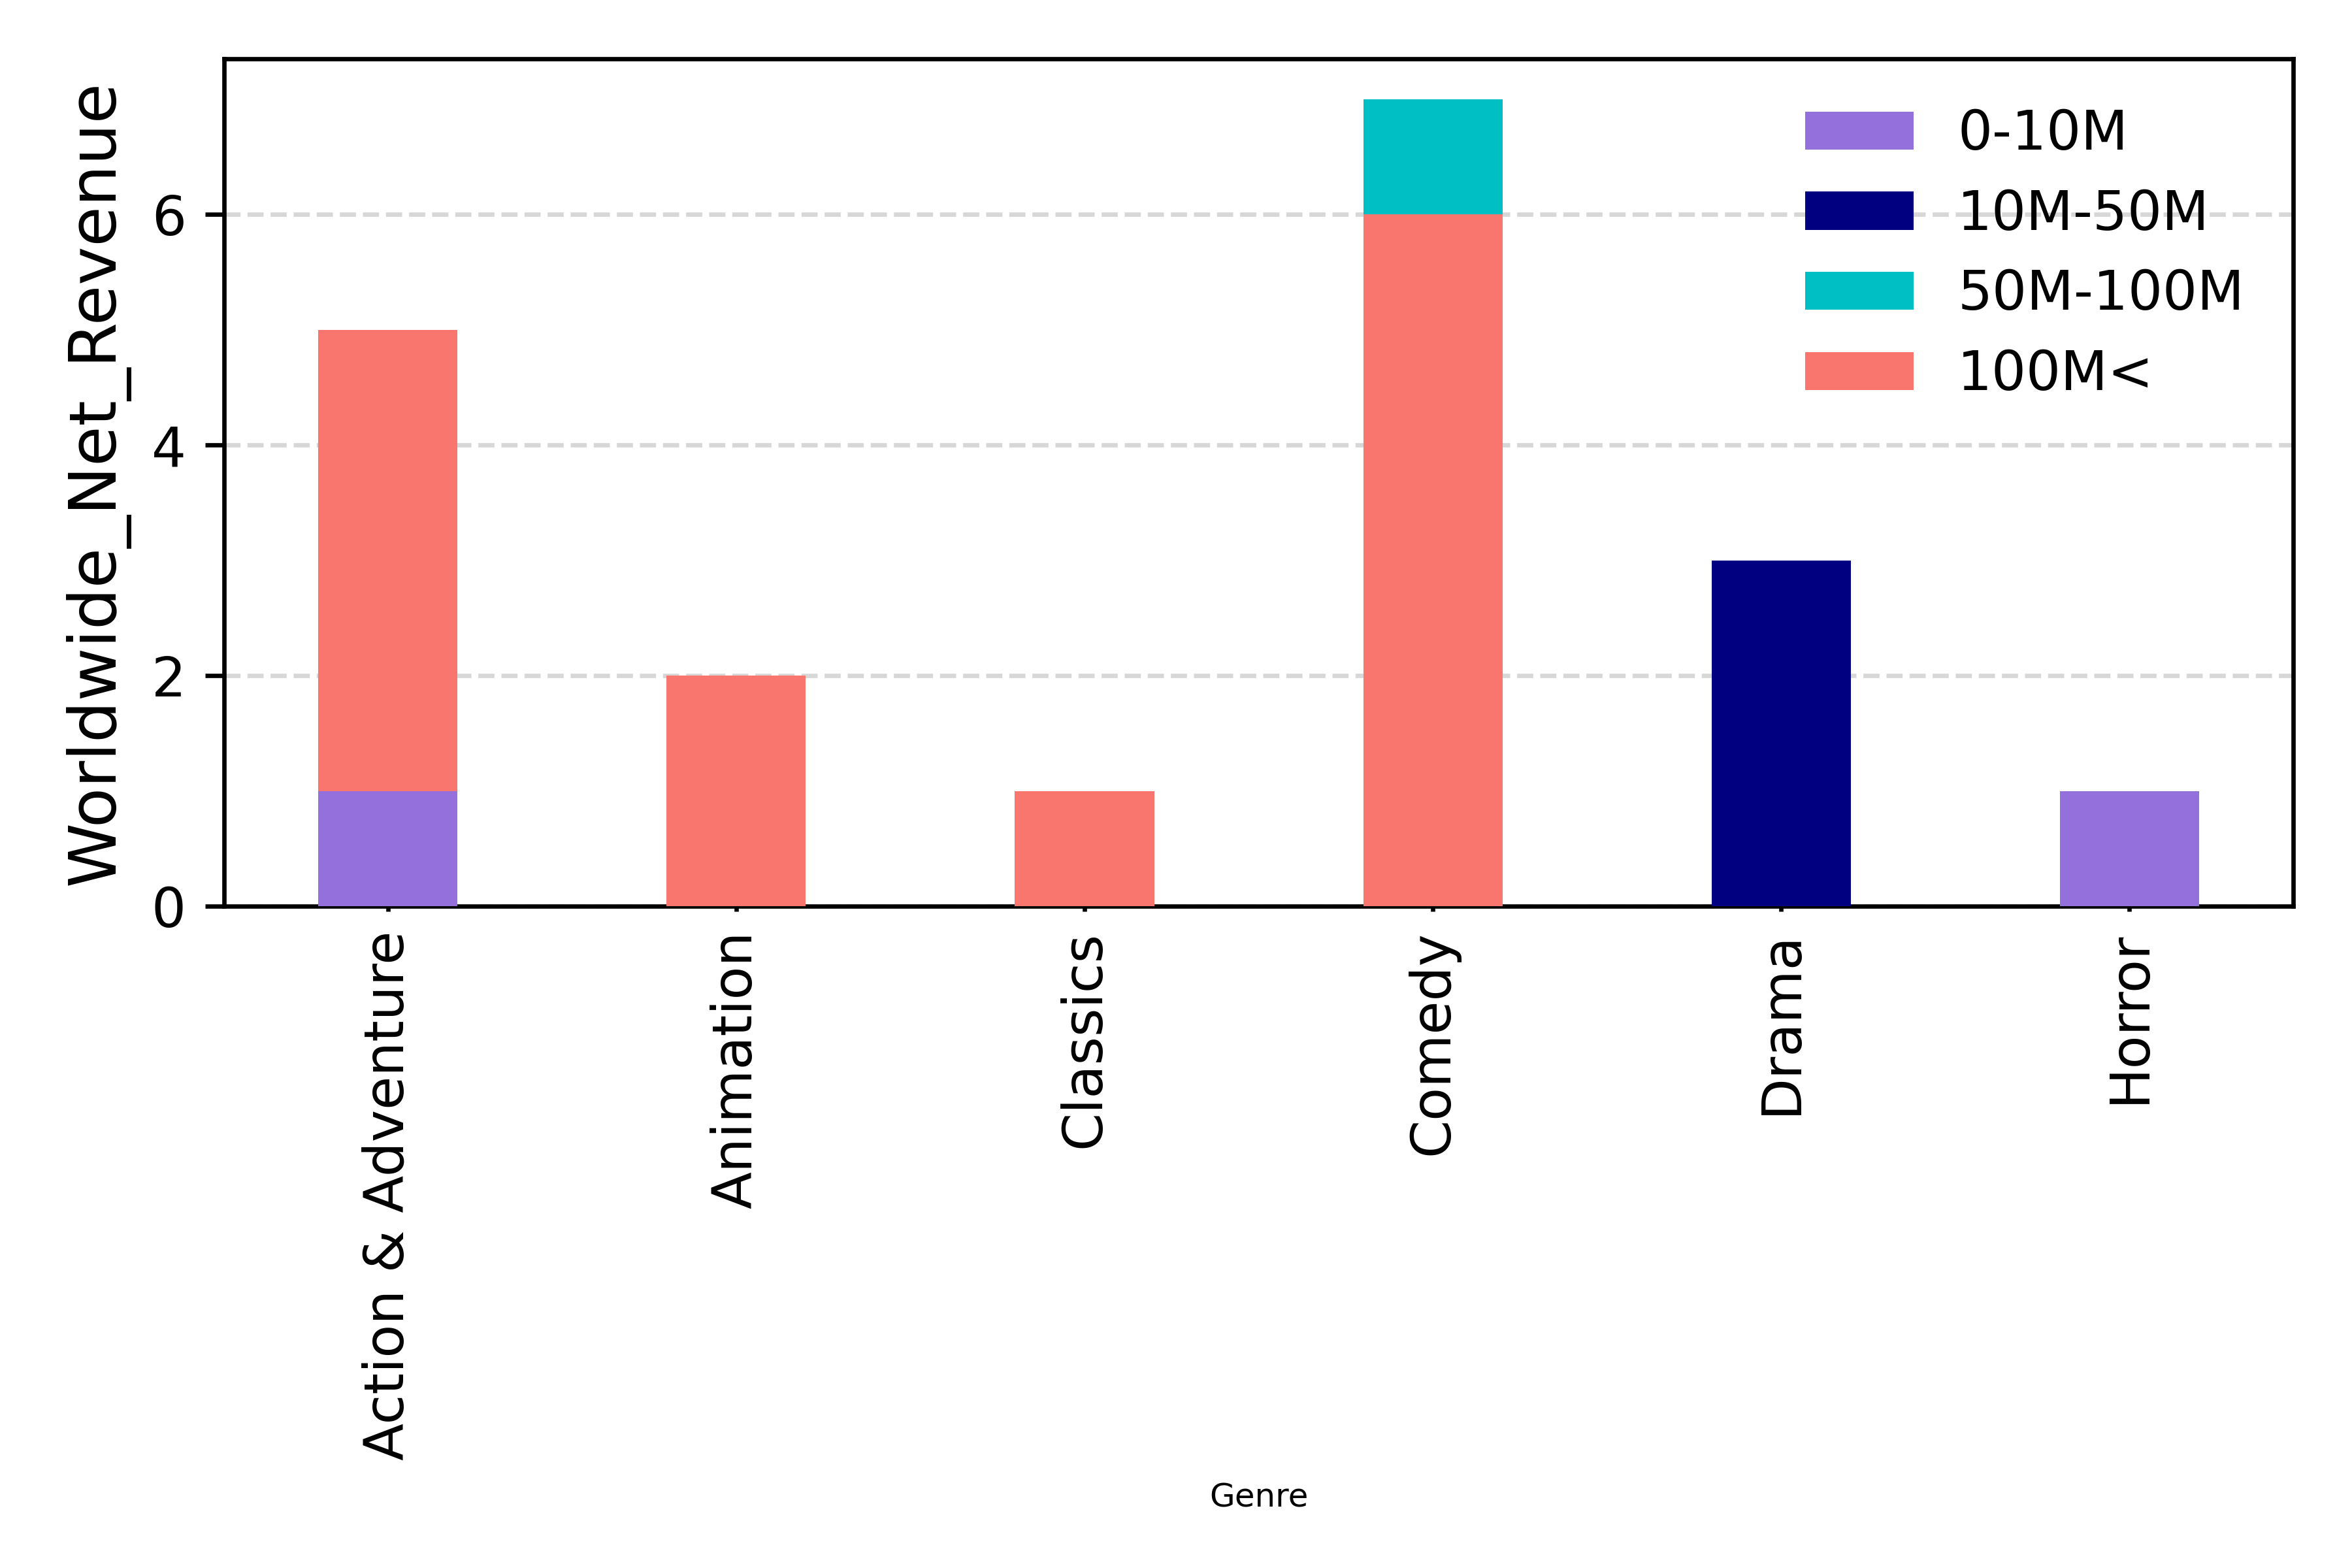 Worldwide_Net_Revenue
6
4
2
0
0-10M
10M-50M
50M-100M
100M<
Action & Adventure
Animation
Classics
Comedy
Drama
Horror
Genre